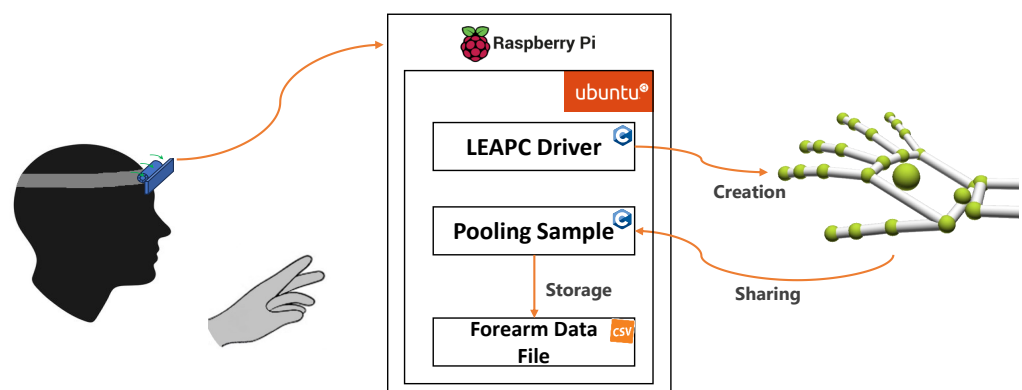 Raspberry Pi
ubuntu®
LEAPC Driver
C
Creation
Pooling Sample
C
Sharing
Storage
Forearm Data
File
CSV